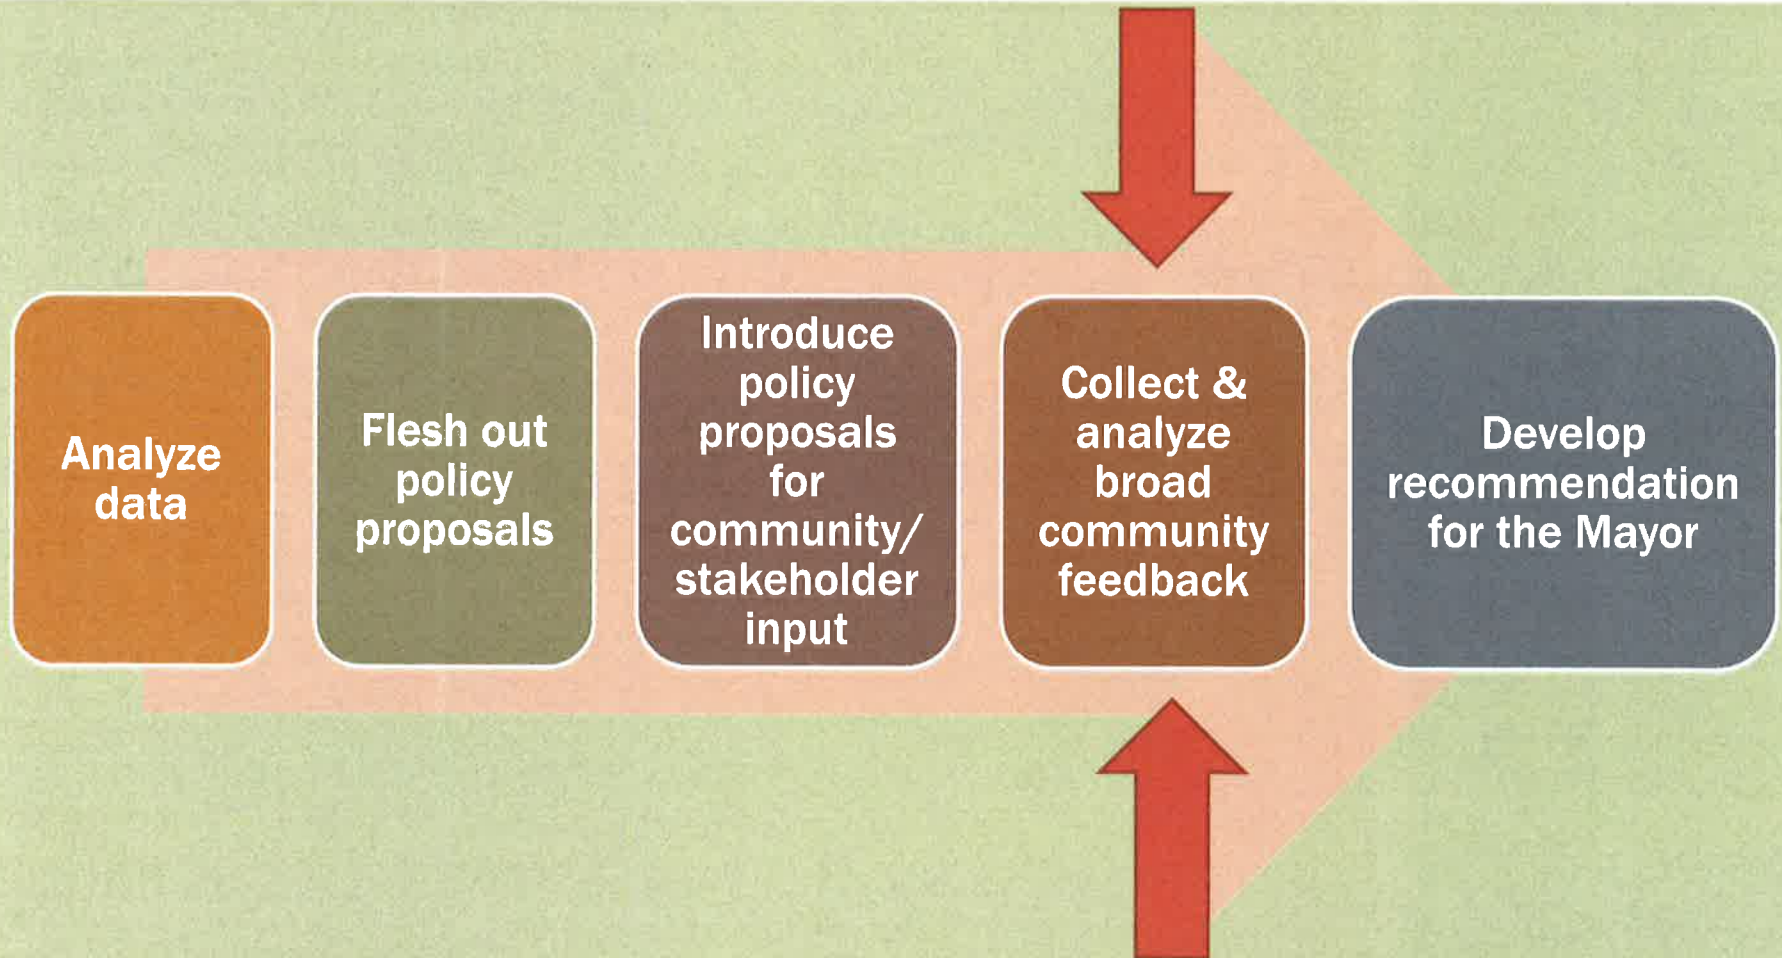 Analyze
data
Flesh out
policy
proposals
Introduce
policy
proposals
for
community/
stakeholder
input
Collect &
analyze
broad
community
feedback
Develop
recommendation
for the Mayor